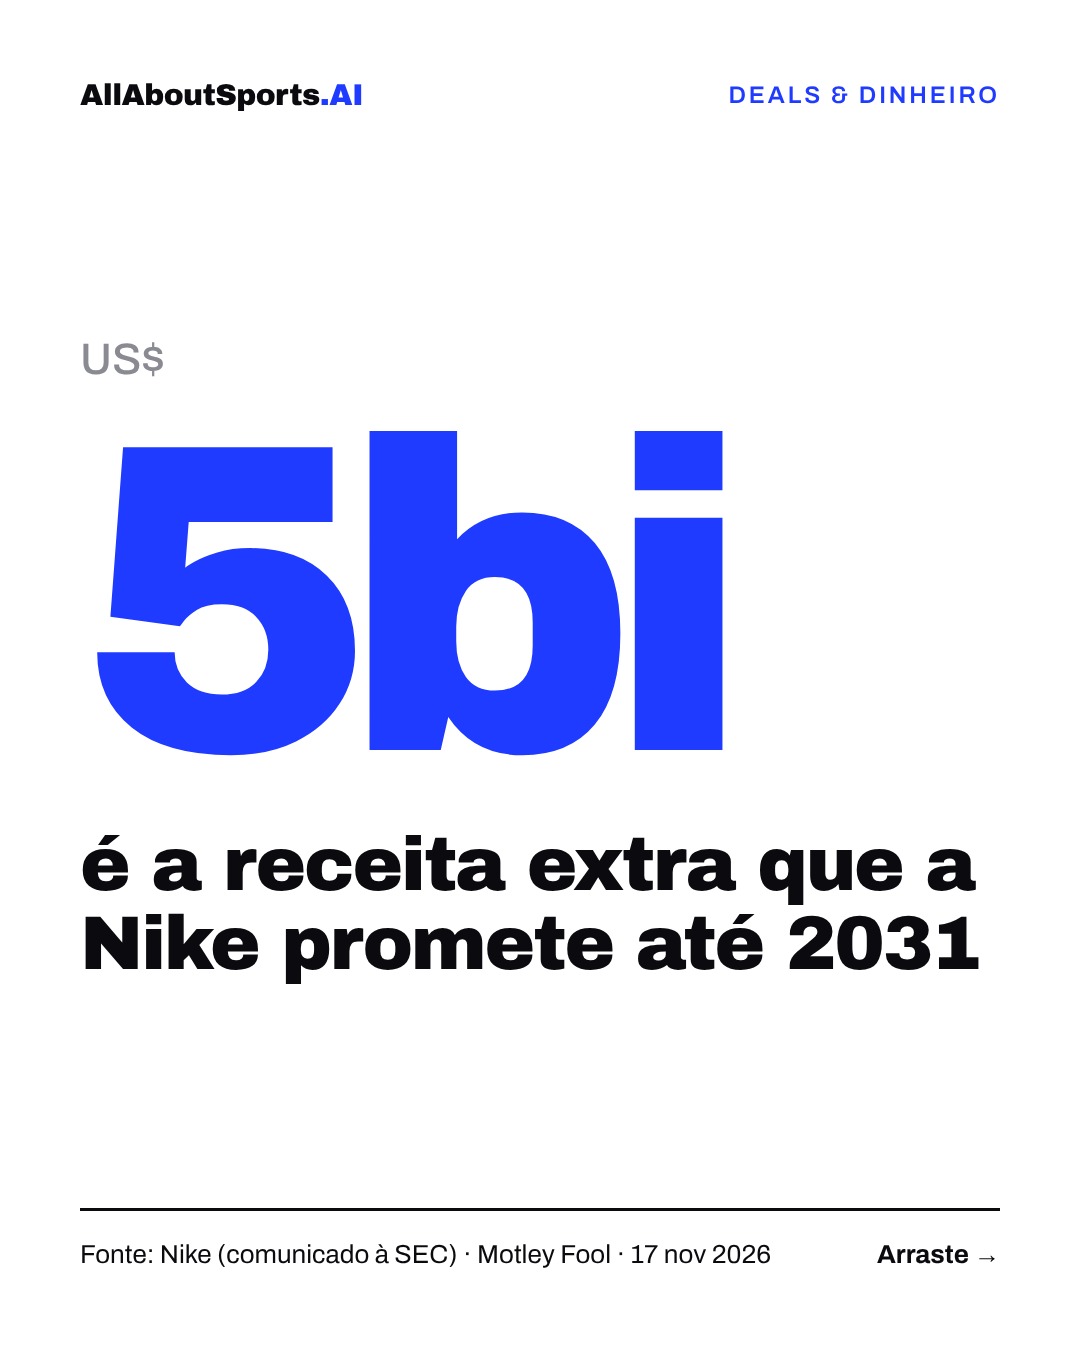 AllAboutSports.AI
DEALS & DINHEIRO
US$
5bi
é a receita extra que a
Nike promete até 2031
Fonte: Nike (comunicado à SEC) · Motley Fool · 17 nov 2026
Arraste →